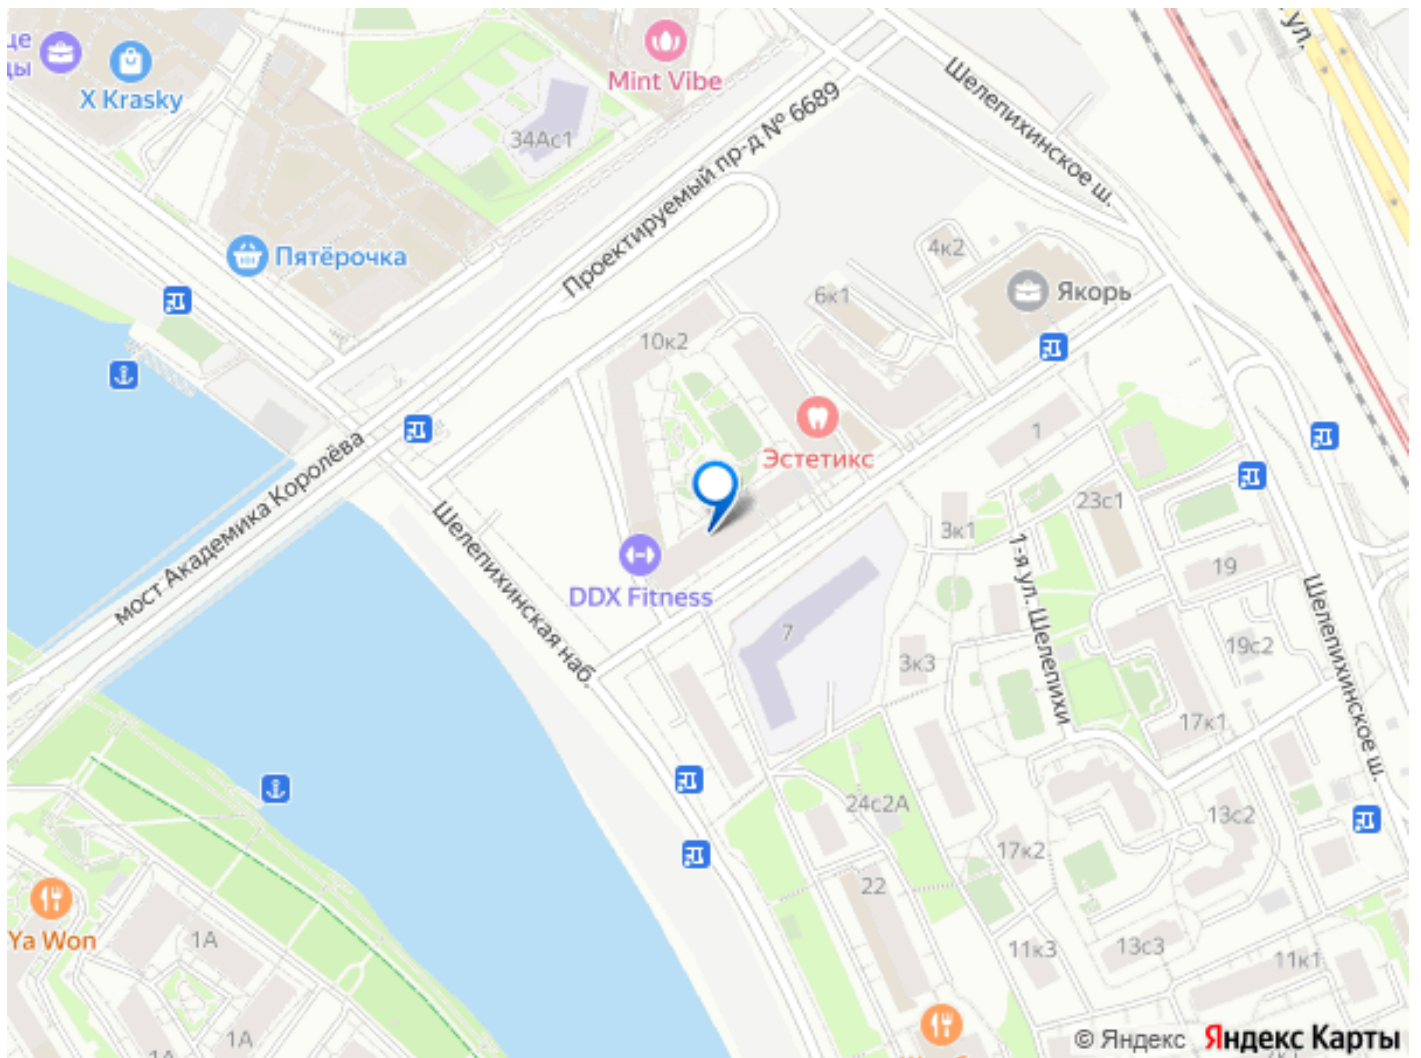 це
цы
X Krasky
Mint Vibe
ул.
Шелепихинское ш.
34Ас1
Проектируемый пр-д № 6689
Пятёрочка
4к2
6к1
Якорь
10к2
Эстетикс
1
мост Академика Королёва
Шелепихинская наб.
DDX Fitness
3к1
23с1
1-я ул. Шелепихи
19
7
3к3
19с2
Шелепихинское ш.
17к1
24с2А
13с2
17к2
22
Ya Won
1А
11к3
13с3
11к1
1А
1А
© Яндекс Яндекс Карты